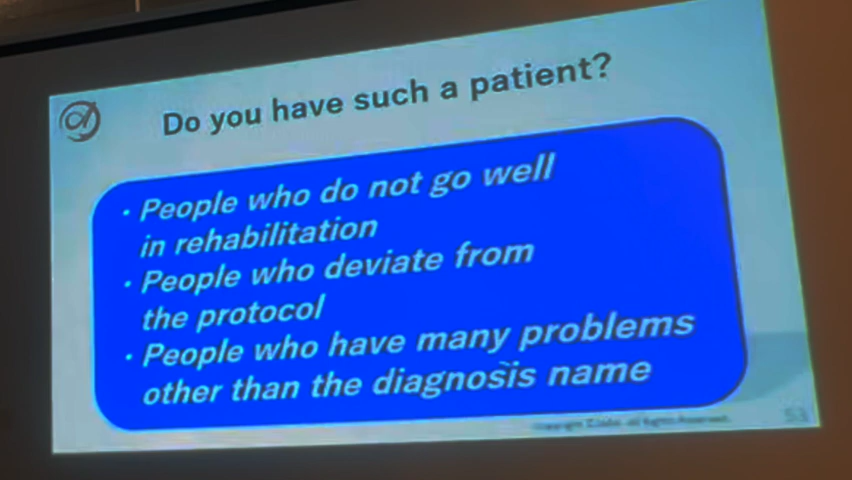 Do you have such a patient?
・People who do not go well
in rehabilitation
・People who deviate from
the protocol
・People who have many problems
other than the diagnosis name
53